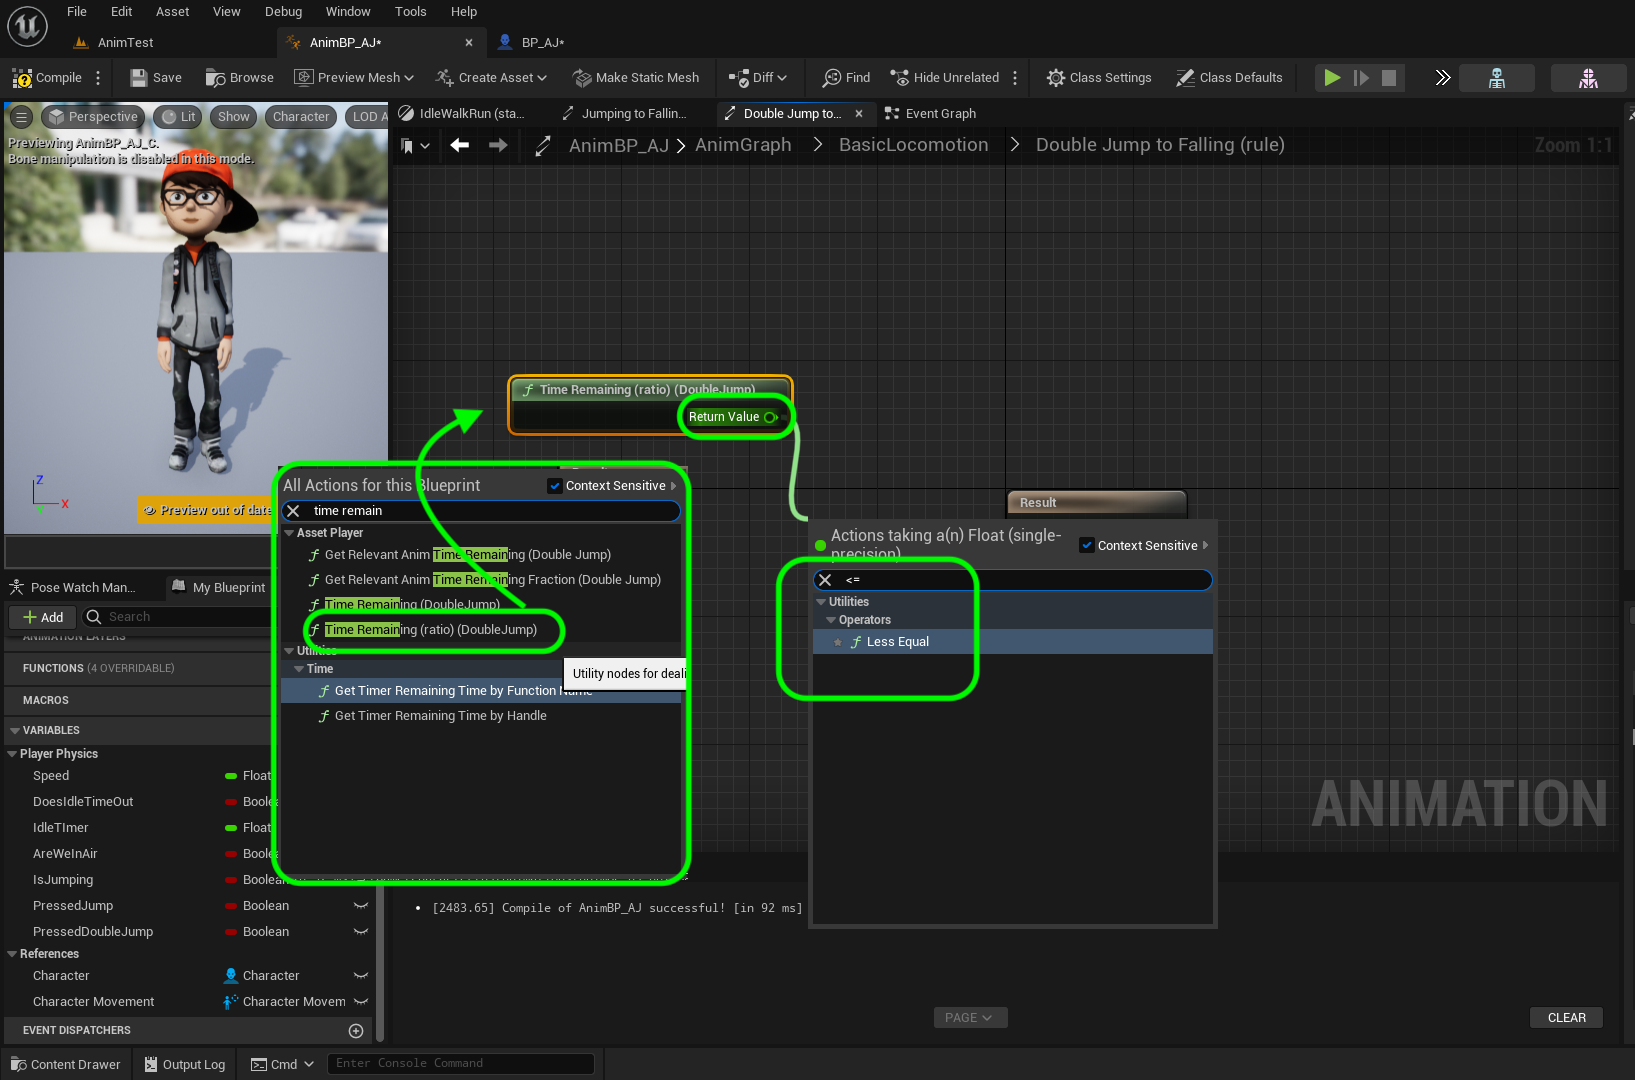 File Edit Asset View Debug Window Tools Help
AnimTest AnimBP_AJ* BP_AJ*
Compile Save Browse Preview Mesh Create Asset Make Static Mesh Diff Find Hide Unrelated Class Settings Class Defaults
Perspective Lit Show Character LOD A
Previewing AnimBP_AJ_C.
Bone manipulation is disabled in this mode.
IdleWalkRun (sta... Jumping to Fallin... Double Jump to... Event Graph
AnimBP_AJ AnimGraph BasicLocomotion Double Jump to Falling (rule) Zoom 1:1
Time Remaining (ratio) (DoubleJump)
Return Value
Result
Z
X
Preview out of date
All Actions for this Blueprint Context Sensitive
time remain
Asset Player
Get Relevant Anim Time Remaining (Double Jump)
Get Relevant Anim Time Remaining Fraction (Double Jump)
Time Remaining (DoubleJump)
Time Remaining (ratio) (DoubleJump)
Utilities
Time
Utility nodes for deali
Get Timer Remaining Time by Function Name
Get Timer Remaining Time by Handle
Actions taking a(n) Float (single-
precision)
Context Sensitive
<=
Utilities
Operators
Less Equal
ANIMATION
Pose Watch Man... My Blueprint
Add Search
ANIMATION LAYERS
FUNCTIONS (4 OVERRIDABLE)
MACROS
VARIABLES
Player Physics
Speed Float
DoesIdleTimeOut Boolea
IdleTImer Float
AreWeInAir Boolea
IsJumping Boolean
PressedJump Boolean
PressedDoubleJump Boolean
References
Character Character
Character Movement Character Movem
EVENT DISPATCHERS
[2483.65] Compile of AnimBP_AJ successful! [in 92 ms]
PAGE CLEAR
Content Drawer Output Log Cmd Enter Console Command